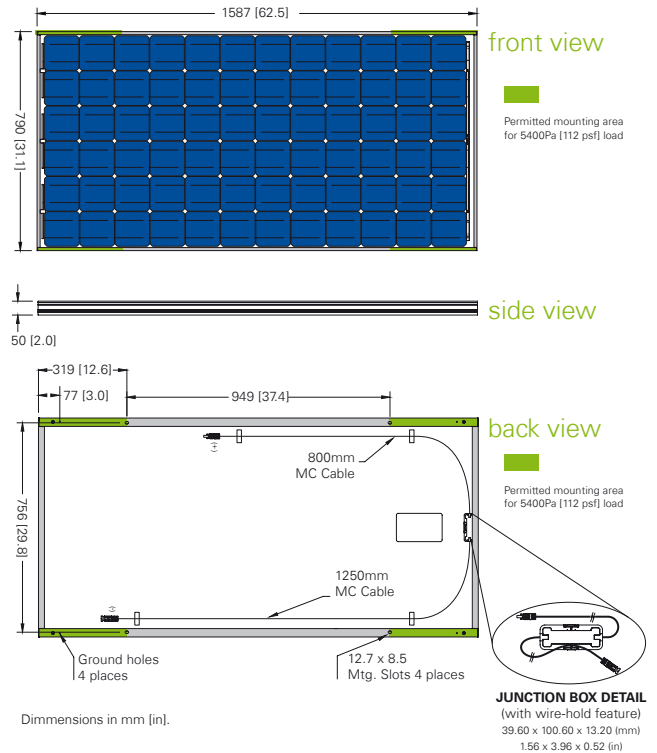 1587 [62.5]
front view
790 [31.1]
Permitted mounting area
for 5400Pa [112 psf] load
side view
50 [2.0]
319 [12.6]
77 [3.0]
949 [37.4]
back view
(+)
800mm
MC Cable
Permitted mounting area
for 5400Pa [112 psf] load
756 [29.8]
1250mm
MC Cable
(-)
Ground holes
4 places
12.7 x 8.5
Mtg. Slots 4 places
JUNCTION BOX DETAIL
(with wire-hold feature)
39.60 x 100.60 x 13.20 (mm)
1.56 x 3.96 x 0.52 (in)
Dimmensions in mm [in].